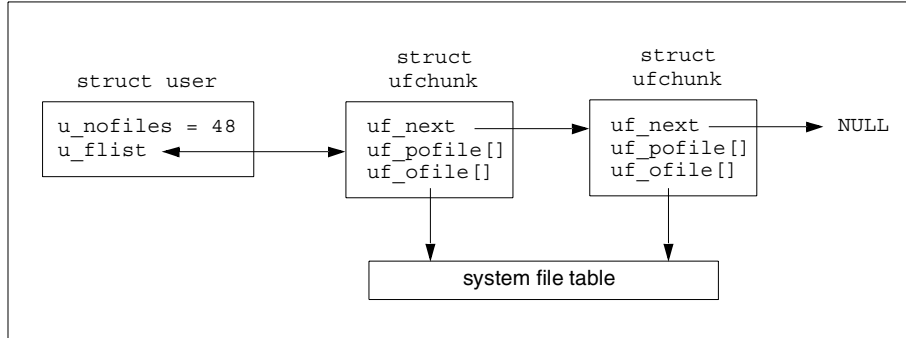 struct user
u_nofiles = 48
u_flist
struct
ufchunk
uf_next
uf_pofile[]
uf_ofile[]
struct
ufchunk
uf_next
uf_pofile[]
uf_ofile[]
NULL
system file table